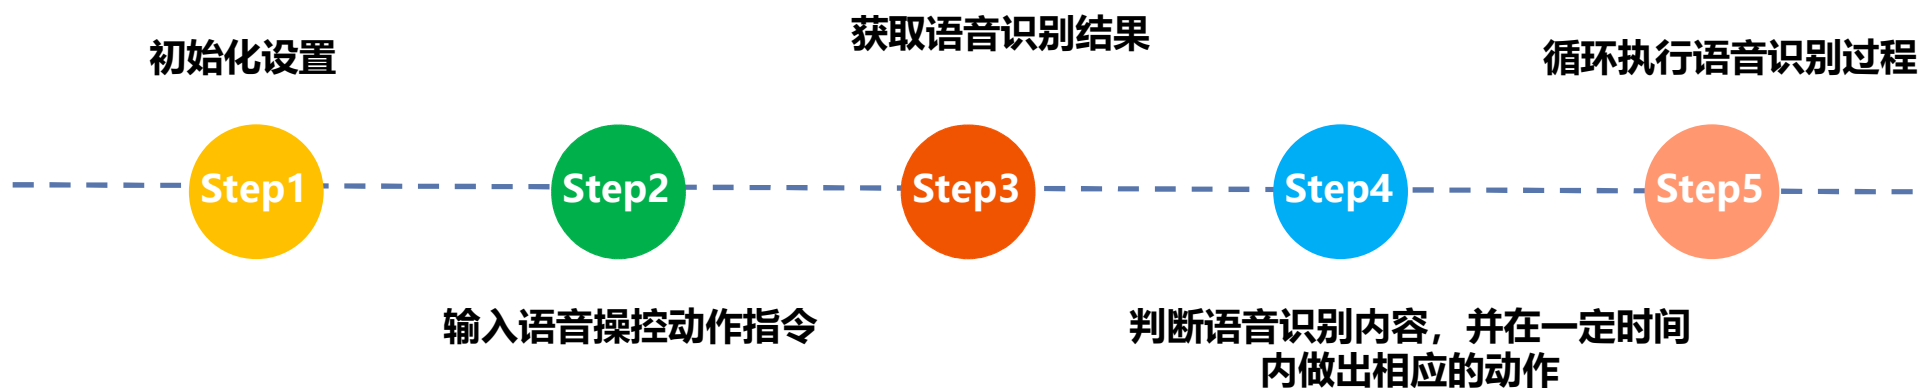 初始化设置
获取语音识别结果
循环执行语音识别过程
Step1
Step2
Step3
Step4
Step5
输入语音操控动作指令
判断语音识别内容，并在一定时间
内做出相应的动作